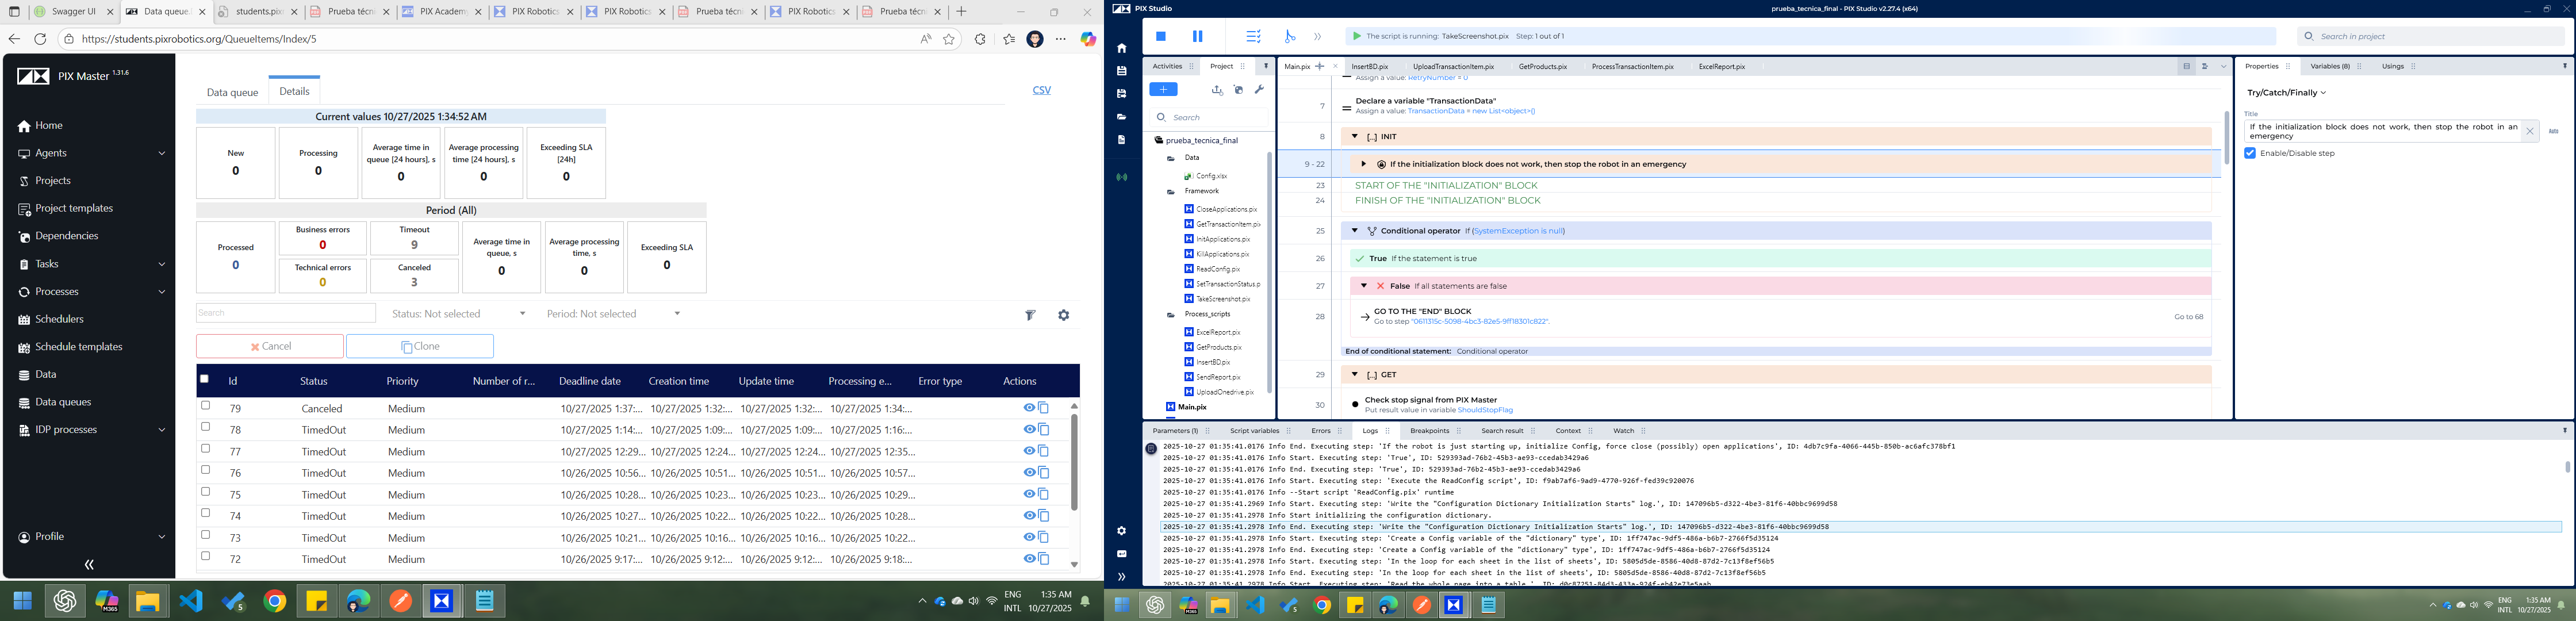 Swagger UI
Data queue.
students.pixr
Prueba técni
PIX Academy
PIX Robotics
PIX Robotics
Prueba técni
PIX Robotics
Prueba técni
https://students.pixrobotics.org/QueueItems/Index/5
PIX Master 1.31.6
Home
Agents
Projects
Project templates
Dependencies
Tasks
Processes
Schedulers
Schedule templates
Data
Data queues
IDP processes
Profile
Data queue
Details
CSV
Current values 10/27/2025 1:34:52 AM
New
0
Processing
0
Average time in queue [24 hours], s
0
Average processing time [24 hours], s
0
Exceeding SLA [24h]
0
Period (All)
Processed
0
Business errors
0
Technical errors
0
Timeout
9
Canceled
3
Average time in queue, s
0
Average processing time, s
0
Exceeding SLA
0
Search
Status: Not selected
Period: Not selected
Cancel
Clone
Id Status Priority Number of r... Deadline date Creation time Update time Processing e... Error type Actions
79 Canceled Medium 10/27/2025 1:37:... 10/27/2025 1:32:... 10/27/2025 1:32:... 10/27/2025 1:34:...
78 TimedOut Medium 10/27/2025 1:14:... 10/27/2025 1:09:... 10/27/2025 1:09:... 10/27/2025 1:16:...
77 TimedOut Medium 10/27/2025 12:29... 10/27/2025 12:24... 10/27/2025 12:24... 10/27/2025 12:35...
76 TimedOut Medium 10/26/2025 10:56... 10/26/2025 10:51... 10/26/2025 10:51... 10/26/2025 10:57...
75 TimedOut Medium 10/26/2025 10:28... 10/26/2025 10:23... 10/26/2025 10:23... 10/26/2025 10:29...
74 TimedOut Medium 10/26/2025 10:27... 10/26/2025 10:22... 10/26/2025 10:22... 10/26/2025 10:28...
73 TimedOut Medium 10/26/2025 10:21... 10/26/2025 10:16... 10/26/2025 10:16... 10/26/2025 10:22...
72 TimedOut Medium 10/26/2025 9:17:... 10/26/2025 9:12:... 10/26/2025 9:12:... 10/26/2025 9:18:...
ENG
INTL
1:35 AM
10/27/2025
PIX Studio
prueba_tecnica_final - PIX Studio v2.27.4 (x64)
The script is running: TakeScreenshot.pix Step: 1 out of 1
Search in project
Activities
Project
Search
prueba_tecnica_final
Data
Config.xlsx
Framework
CloseApplications.pix
GetTransactionItem.pix
InitApplications.pix
KillApplications.pix
ReadConfig.pix
SetTransactionStatus.p
TakeScreenshot.pix
Process_scripts
ExcelReport.pix
GetProducts.pix
InsertBD.pix
SendReport.pix
UploadOnedrive.pix
Main.pix
Main.pix
InsertBD.pix
UploadTransactionItem.pix
GetProducts.pix
ProcessTransactionItem.pix
ExcelReport.pix
Assign a value: RetryNumber = 0
7 Declare a variable "TransactionData"
Assign a value: TransactionData = new List<object>()
8 [...] INIT
9 - 22 If the initialization block does not work, then stop the robot in an emergency
23 START OF THE "INITIALIZATION" BLOCK
24 FINISH OF THE "INITIALIZATION" BLOCK
25 Conditional operator If (SystemException is null)
26 True If the statement is true
27 False If all statements are false
28 GO TO THE "END" BLOCK
Go to step "0611315c-5098-4bc3-82e5-9ff18301c822".
Go to 68
End of conditional statement: Conditional operator
29 [...] GET
30 Check stop signal from PIX Master
Put result value in variable ShouldStopFlag
Properties
Variables (8)
Usings
Try/Catch/Finally
Title
If the initialization block does not work, then stop the robot in an emergency
Enable/Disable step
Parameters (1)
Script variables
Errors
Logs
Breakpoints
Search result
Context
Watch
2025-10-27 01:35:41.0176 Info End. Executing step: 'If the robot is just starting up, initialize Config, force close (possibly) open applications', ID: 4db7c9fa-4066-445b-850b-ac6afc378bf1
2025-10-27 01:35:41.0176 Info Start. Executing step: 'True', ID: 529393ad-76b2-45b3-ae93-ccedab3429a6
2025-10-27 01:35:41.0176 Info End. Executing step: 'True', ID: 529393ad-76b2-45b3-ae93-ccedab3429a6
2025-10-27 01:35:41.0176 Info Start. Executing step: 'Execute the ReadConfig script', ID: f9ab7af6-9ad9-4770-926f-fed39c920076
2025-10-27 01:35:41.0176 Info --Start script 'ReadConfig.pix' runtime
2025-10-27 01:35:41.2969 Info Start. Executing step: 'Write the "Configuration Dictionary Initialization Starts" log.', ID: 147096b5-d322-4be3-81f6-40bbc9699d58
2025-10-27 01:35:41.2978 Info Start initializing the configuration dictionary.
2025-10-27 01:35:41.2978 Info End. Executing step: 'Write the "Configuration Dictionary Initialization Starts" log.', ID: 147096b5-d322-4be3-81f6-40bbc9699d58
2025-10-27 01:35:41.2978 Info Start. Executing step: 'Create a Config variable of the "dictionary" type', ID: 1ff747ac-9df5-486a-b6b7-2766f5d35124
2025-10-27 01:35:41.2978 Info End. Executing step: 'Create a Config variable of the "dictionary" type', ID: 1ff747ac-9df5-486a-b6b7-2766f5d35124
2025-10-27 01:35:41.2978 Info Start. Executing step: 'In the loop for each sheet in the list of sheets', ID: 5805d5de-8586-40d8-87d2-7c13f8ef56b5
2025-10-27 01:35:41.2978 Info End. Executing step: 'In the loop for each sheet in the list of sheets', ID: 5805d5de-8586-40d8-87d2-7c13f8ef56b5
ENG
INTL
1:35 AM
10/27/2025